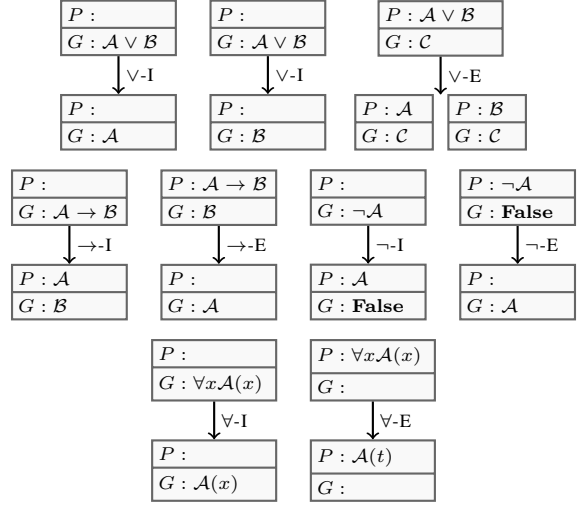 P :
G : 𝒜 ∨ ℬ
∨-I
P :
G : 𝒜
P :
G : 𝒜 ∨ ℬ
∨-I
P :
G : ℬ
P : 𝒜 ∨ ℬ
G : 𝒞
∨-E
P : 𝒜
G : 𝒞
P : ℬ
G : 𝒞
P :
G : 𝒜 → ℬ
→-I
P : 𝒜
G : ℬ
P : 𝒜 → ℬ
G : ℬ
→-E
P :
G : 𝒜
P :
G : ¬𝒜
¬-I
P : 𝒜
G : False
P : ¬𝒜
G : False
¬-E
P :
G : 𝒜
P :
G : ∀x𝒜(x)
∀-I
P :
G : 𝒜(x)
P : ∀x𝒜(x)
G :
∀-E
P : 𝒜(t)
G :